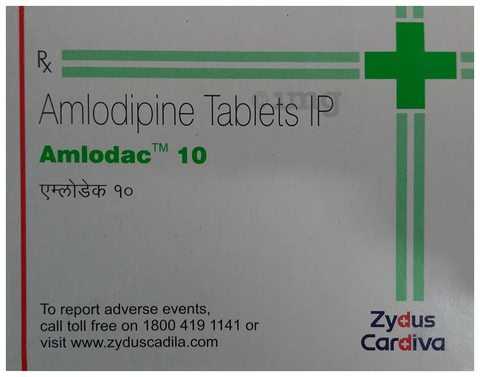 Rx
Amlodipine Tablets IP
Amlodac™ 10
एम्लोडेक १०
To report adverse events,
call toll free on 1800 419 1141 or
visit www.zyduscadila.com
Zydus
Cardiva